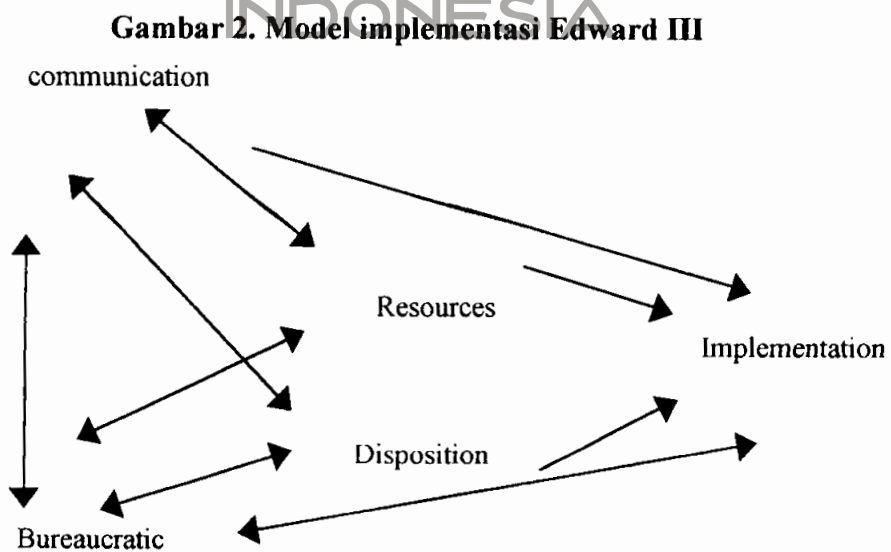 INDONESIA
Gambar 2. Model implementasi Edward III
communication
Resources
Implementation
Disposition
Bureaucratic